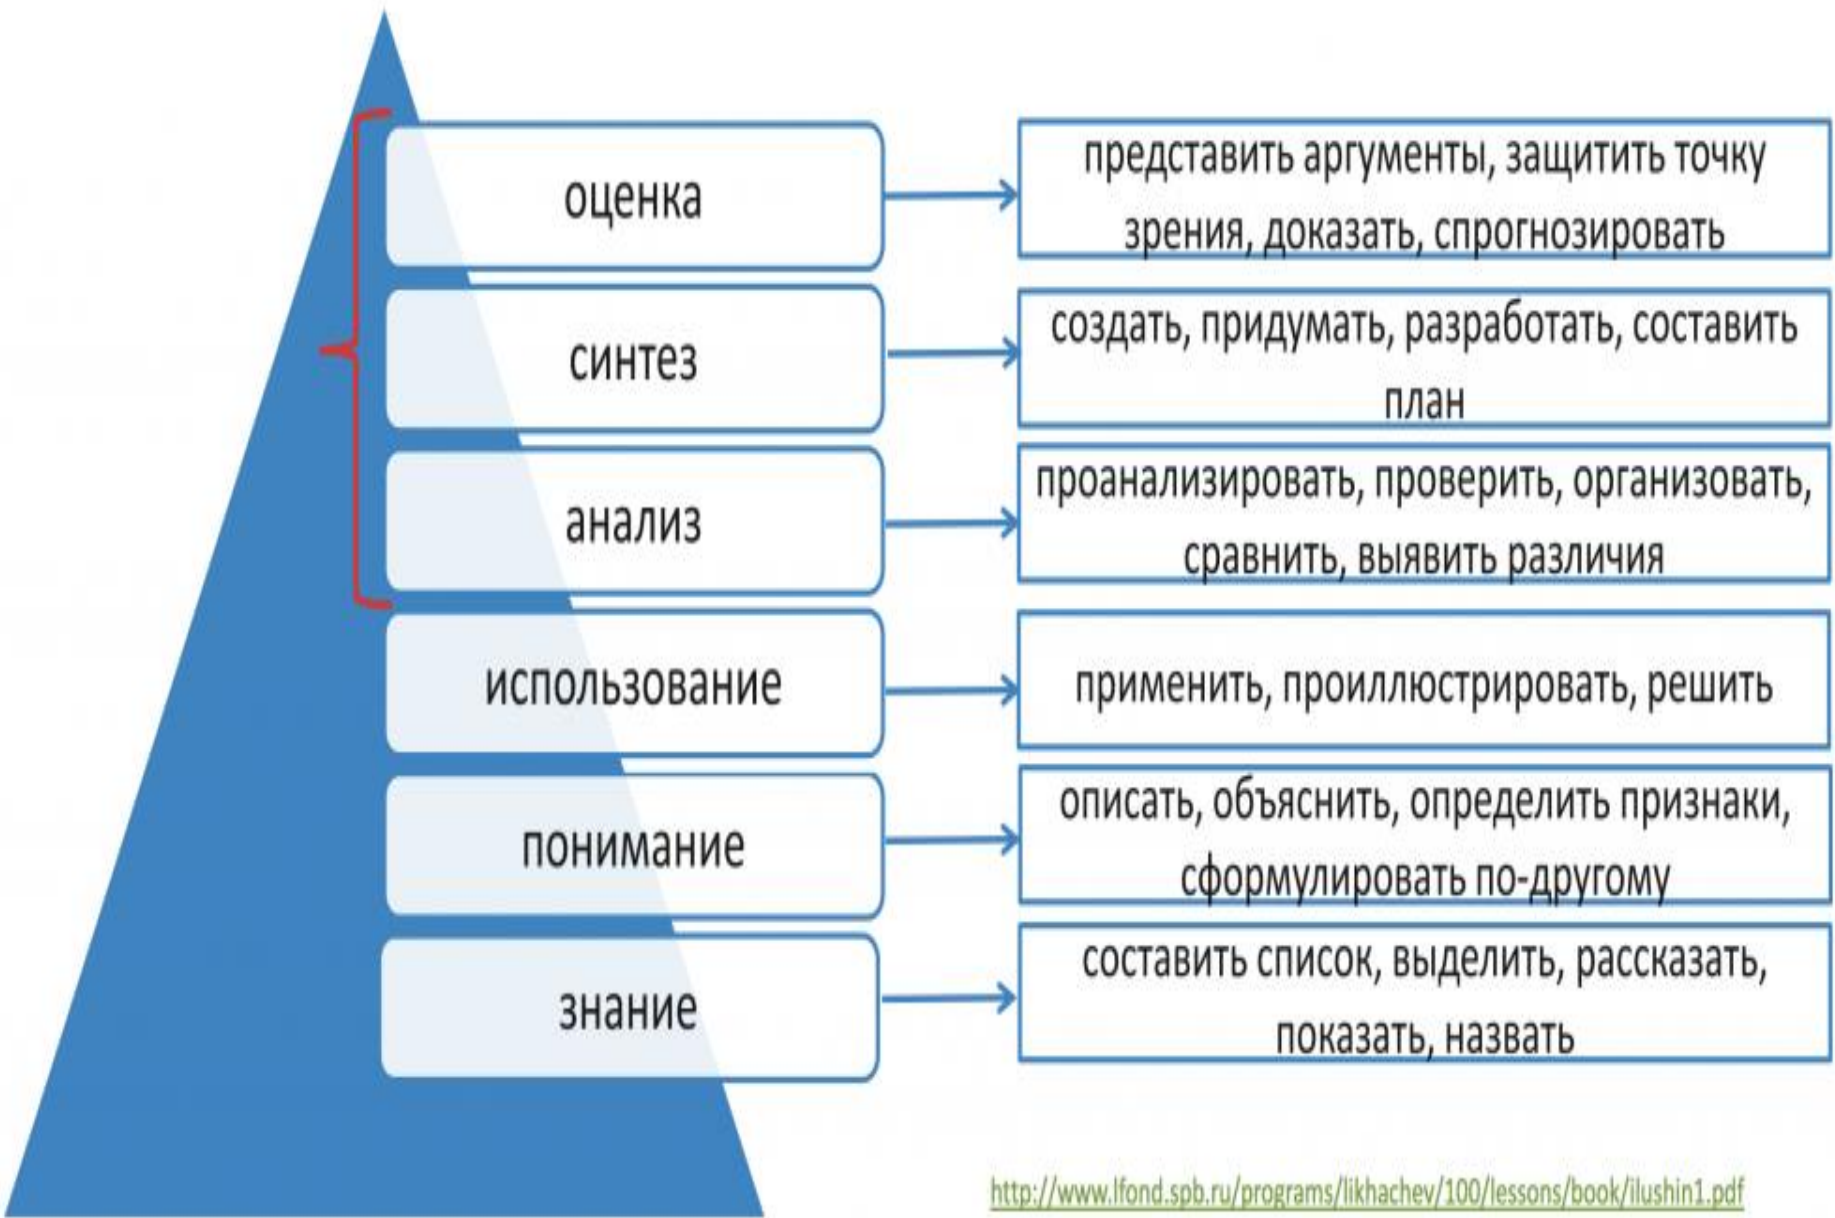 оценка
представить аргументы, защитить точку
зрения, доказать, спрогнозировать
синтез
создать, придумать, разработать, составить
план
анализ
проанализировать, проверить, организовать,
сравнить, выявить различия
использование
применить, проиллюстрировать, решить
понимание
описать, объяснить, определить признаки,
сформулировать по-другому
знание
составить список, выделить, рассказать,
показать, назвать
http://www.lfond.spb.ru/programs/likhachev/100/lessons/book/ilushin1.pdf